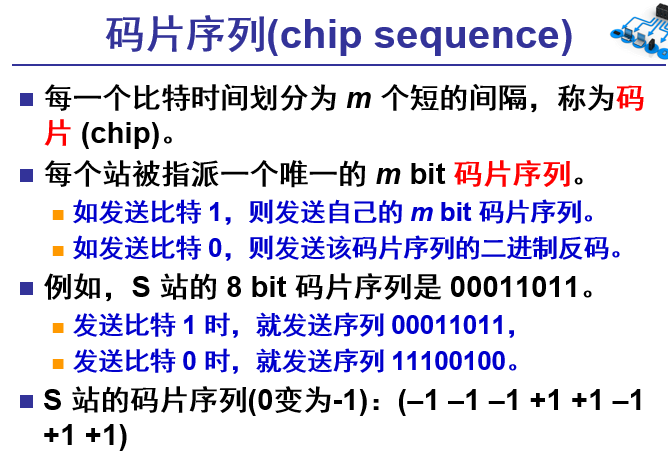 码片序列(chip sequence)
每一个比特时间划分为 m 个短的间隔，称为码
片 (chip)。
每个站被指派一个唯一的 m bit 码片序列。
如发送比特 1，则发送自己的 m bit 码片序列。
如发送比特 0，则发送该码片序列的二进制反码。
例如，S 站的 8 bit 码片序列是 00011011。
发送比特 1 时，就发送序列 00011011，
发送比特 0 时，就发送序列 11100100。
S 站的码片序列(0变为-1)：(–1 –1 –1 +1 +1 –1
+1 +1)